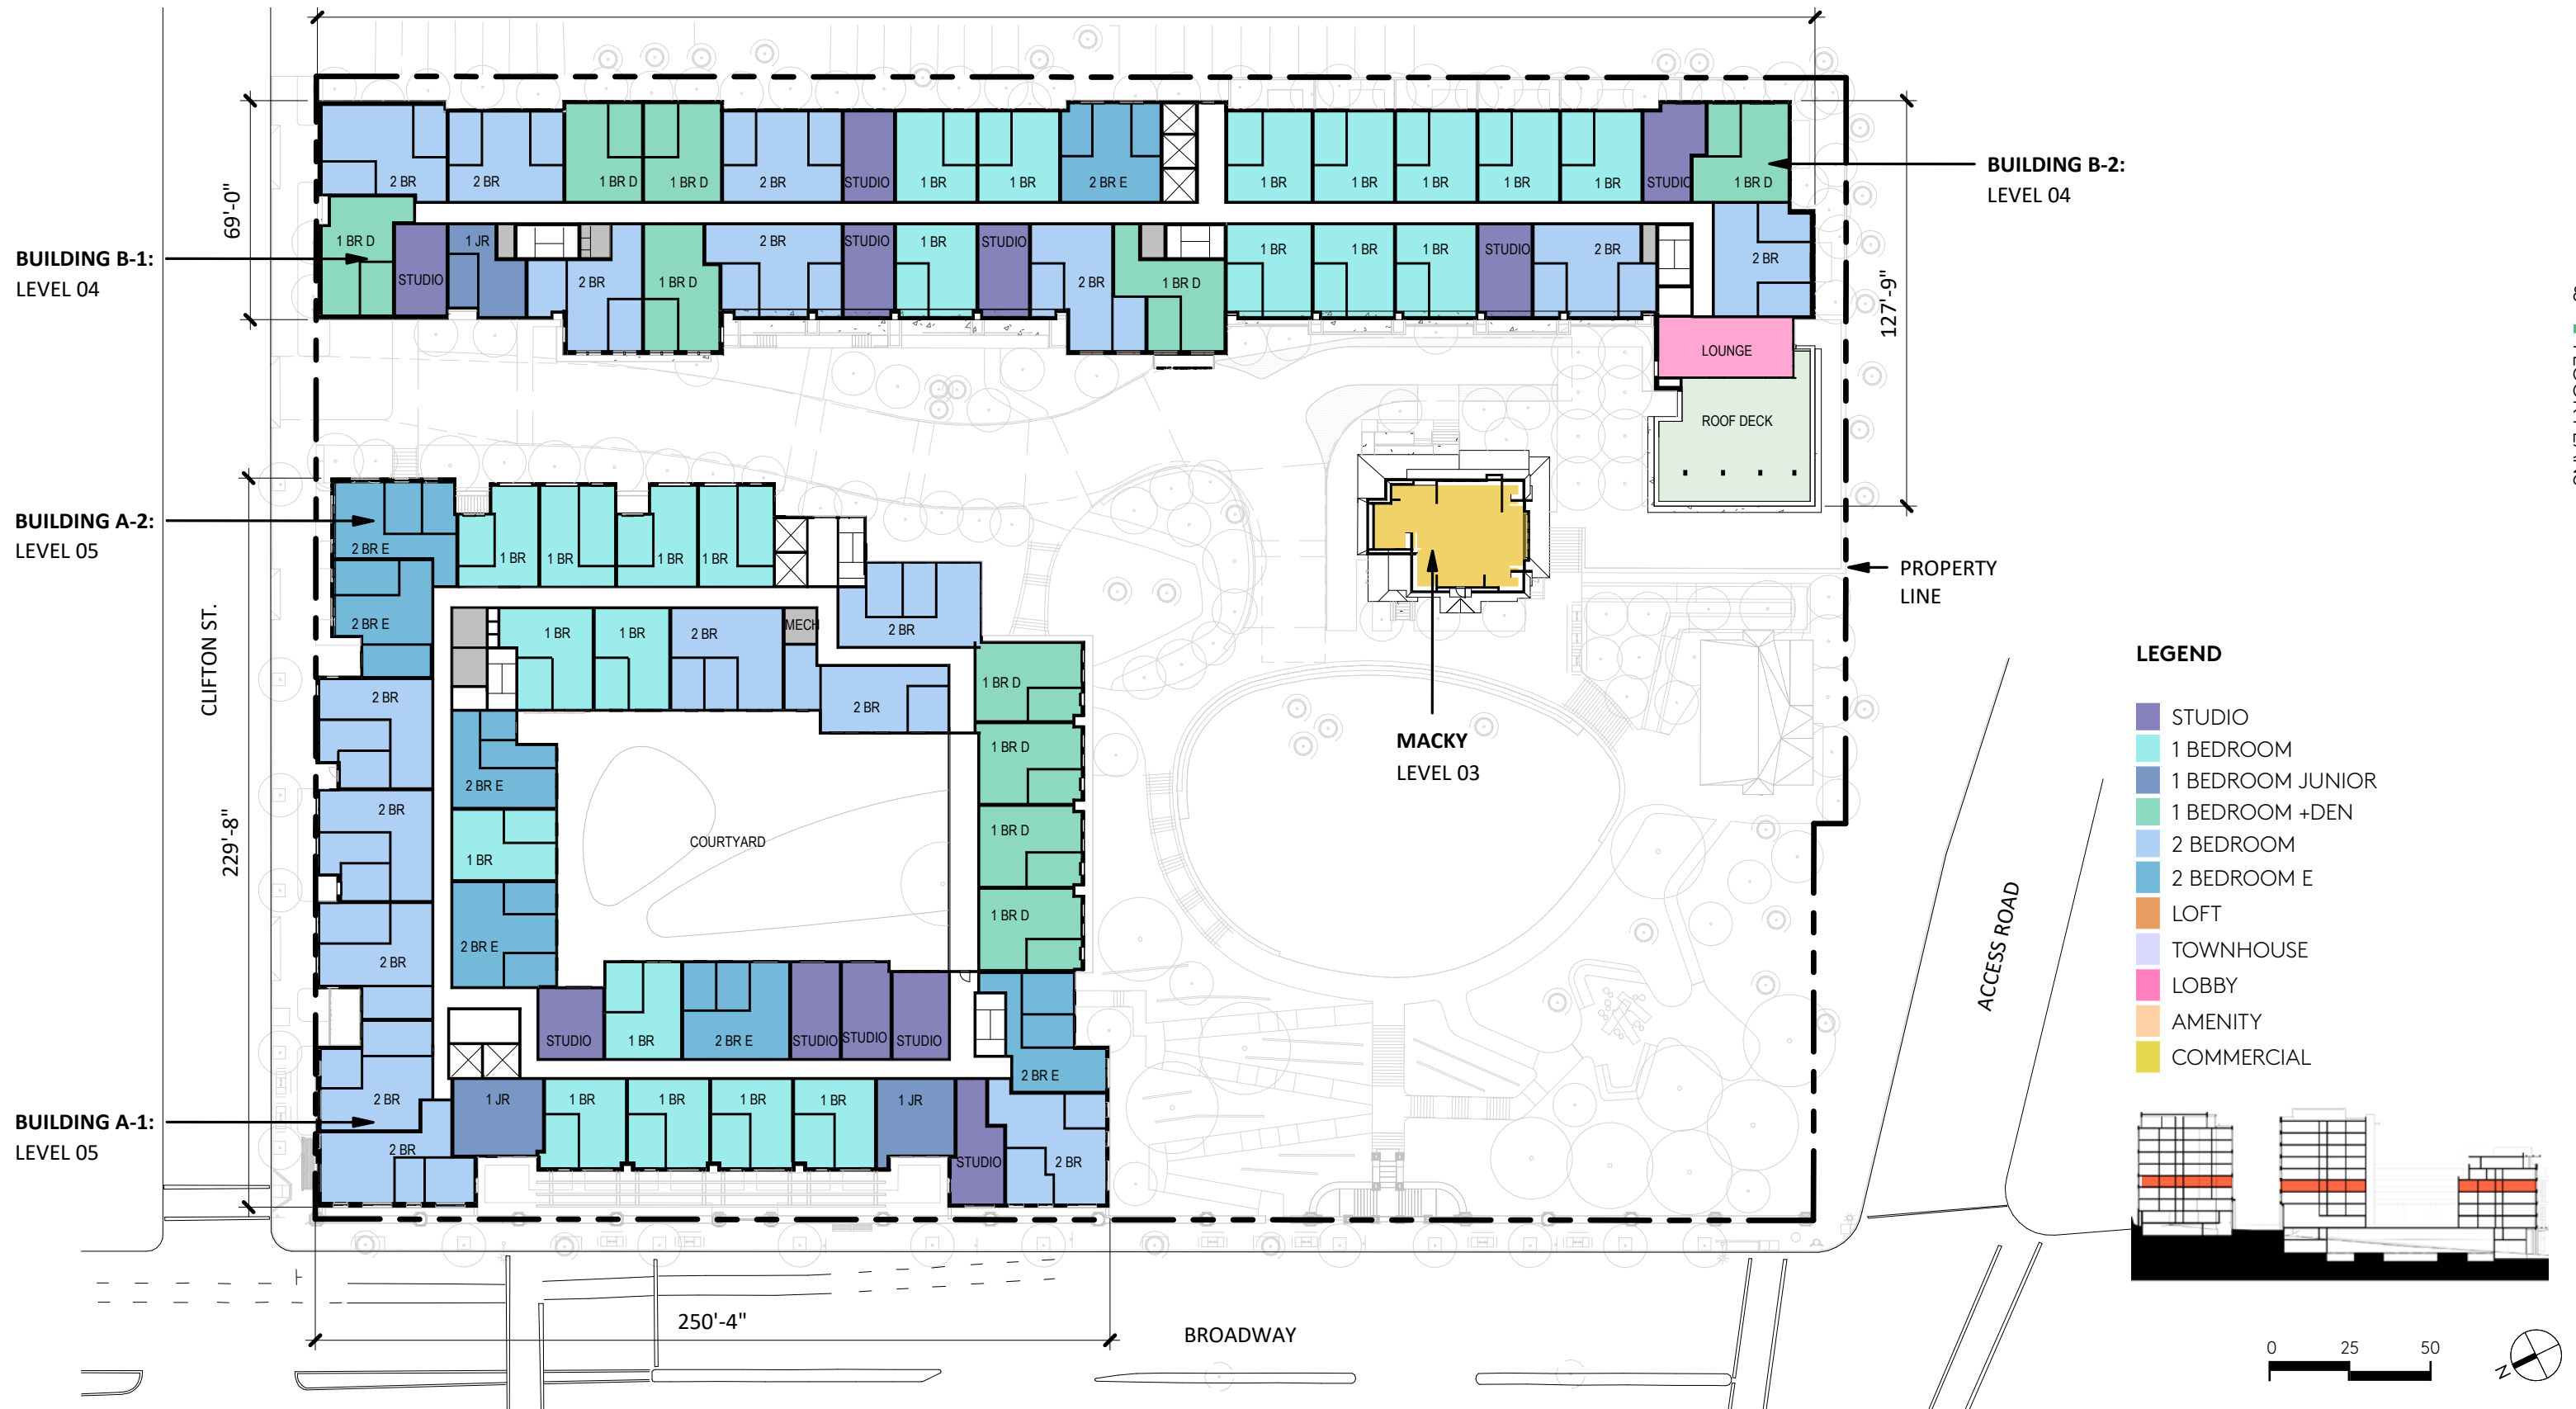 2 BR
2 BR
1 BR D
1 BR D
2 BR
STUDIO
1 BR
1 BR
2 BR E
1 BR
1 BR
1 BR
1 BR
1 BR
STUDIO
1 BR D
BUILDING B-2:
LEVEL 04
69'-0"
BUILDING B-1:
LEVEL 04
1 BR D
STUDIO
1 JR
2 BR
1 BR D
2 BR
STUDIO
1 BR
STUDIO
2 BR
1 BR D
1 BR
1 BR
1 BR
STUDIO
2 BR
2 BR
127'-9"
LOUNGE
ROOF DECK
BUILDING A-2:
LEVEL 05
2 BR E
1 BR
1 BR
1 BR
1 BR
PROPERTY
LINE
CLIFTON ST.
2 BR E
1 BR
1 BR
2 BR
MECH
2 BR
2 BR
2 BR
1 BR D
1 BR D
1 BR D
1 BR D
MACKY
LEVEL 03
229'-8"
2 BR E
2 BR
1 BR
COURTYARD
2 BR E
2 BR
STUDIO
1 BR
2 BR E
STUDIO
STUDIO
STUDIO
2 BR E
BUILDING A-1:
LEVEL 05
2 BR
2 BR
1 JR
1 BR
1 BR
1 BR
1 BR
1 JR
STUDIO
2 BR
ACCESS ROAD
250'-4"
BROADWAY
LEGEND
STUDIO
1 BEDROOM
1 BEDROOM JUNIOR
1 BEDROOM +DEN
2 BEDROOM
2 BEDROOM E
LOFT
TOWNHOUSE
LOBBY
AMENITY
COMMERCIAL
0 25 50
N